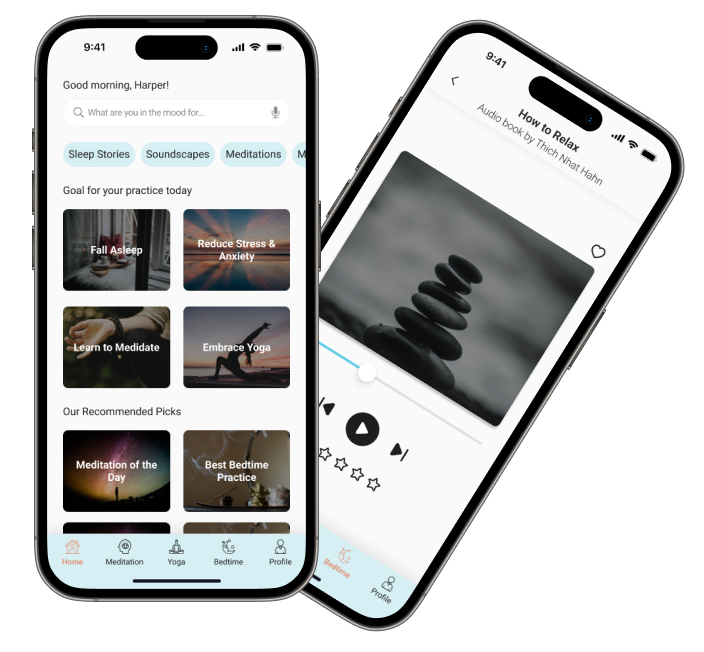 9:41
Good morning, Harper!
What are you in the mood for...
Sleep Stories Soundscapes Meditations M
Goal for your practice today
Fall Asleep
Reduce Stress &
Anxiety
Learn to Medidate
Embrace Yoga
Our Recommended Picks
Meditation of the
Day
Best Bedtime
Practice
Home Meditation Yoga Bedtime Profile
9:41
How to Relax
Audio book by Thich Nhat Hahn
Bedtime Profile